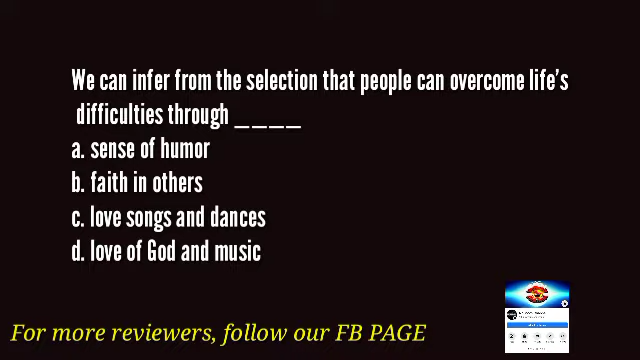 We can infer from the selection that people can overcome life's
difficulties through _ _ _ _
a. sense of humor
b. faith in others
c. love songs and dances
d. love of God and music
For more reviewers, follow our FB PAGE